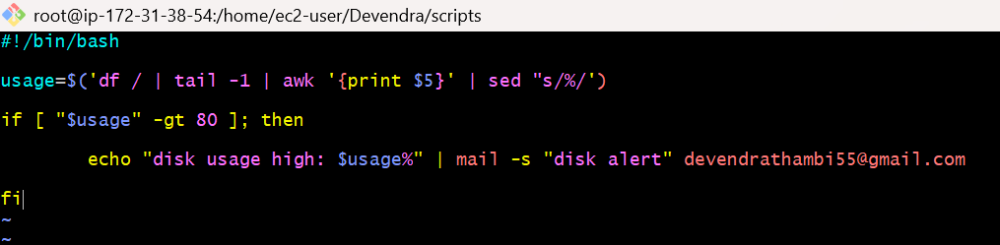 root@ip-172-31-38-54:/home/ec2-user/Devendra/scripts
#!/bin/bash
usage=$('df / | tail -1 | awk '{print $5}' | sed "s/%/')
if [ "$usage" -gt 80 ]; then
echo "disk usage high: $usage%" | mail -s "disk alert" devendrathambi55@gmail.com
fi
~
~